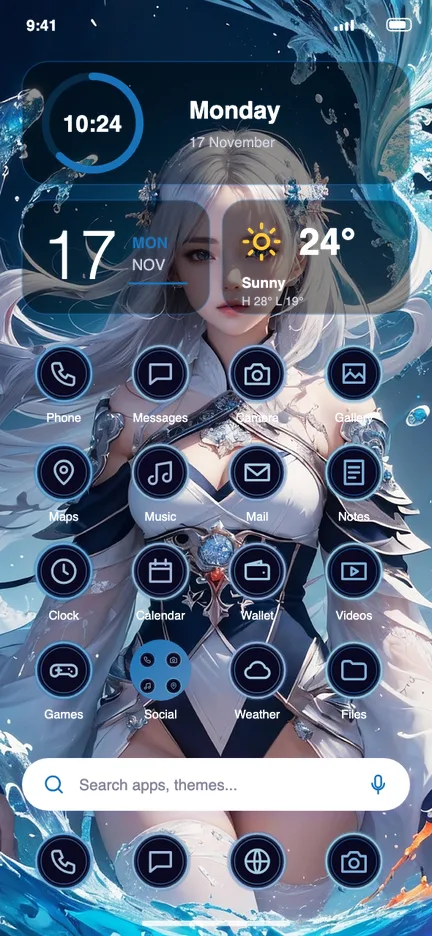 9:41
10:24
Monday
17 November
17
MON
NOV
24°
Sunny
H 28° L 19°
Phone
Messages
Camera
Gallery
Maps
Music
Mail
Notes
Clock
Calendar
Wallet
Videos
Games
Social
Weather
Files
Search apps, themes...